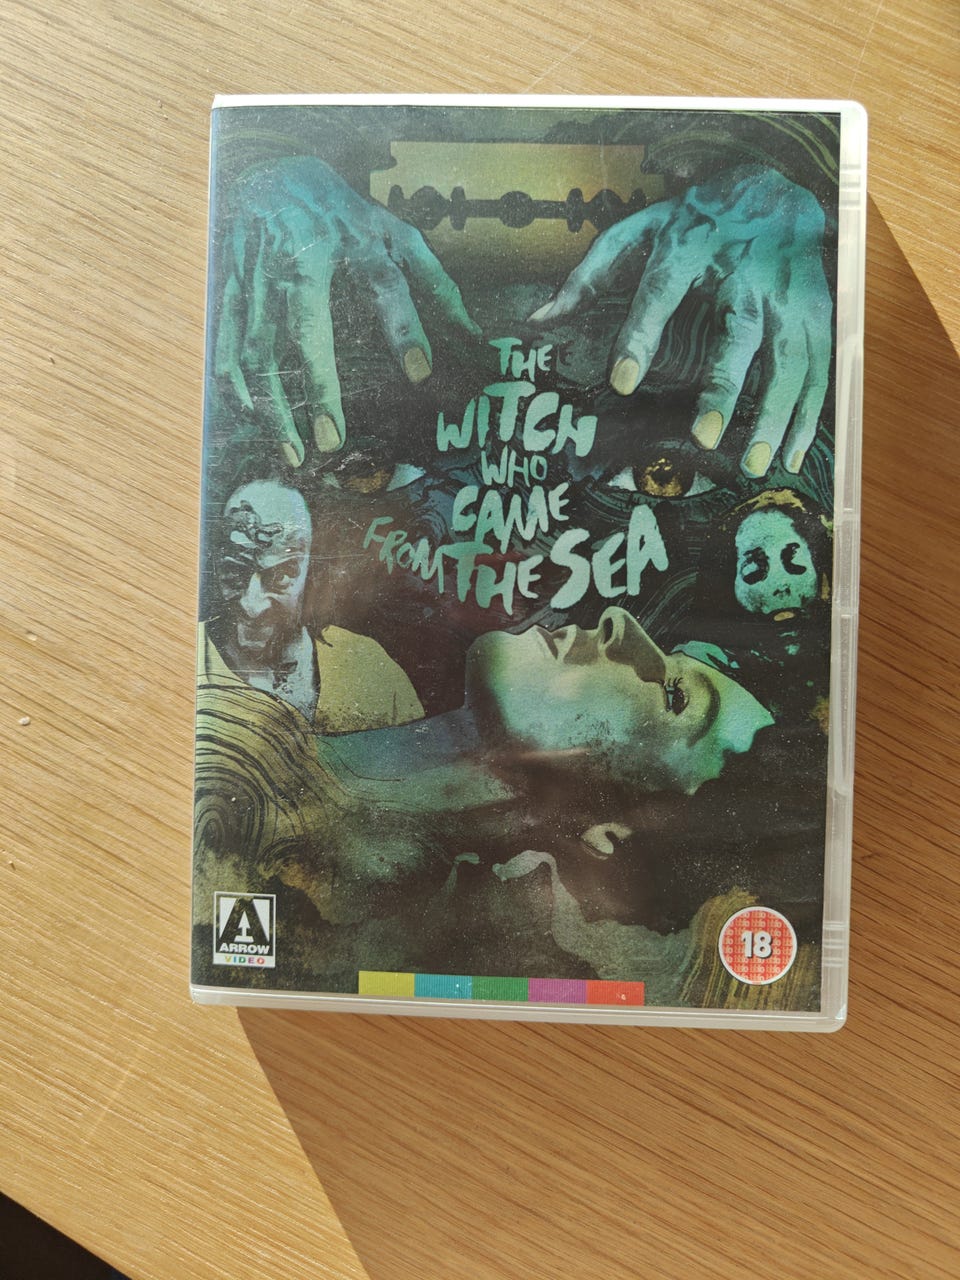 THE
WITCH
WHO
CAME
FROM THE SEA
ARROW
VIDEO
18